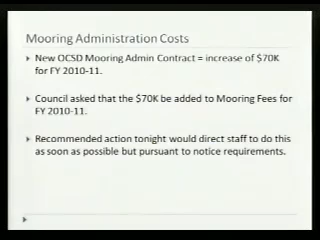 Mooring Administration Costs
New OCSD Mooring Admin Contract = increase of $70K
for FY 2010-11.
Council asked that the $70K be added to Mooring Fees for
FY 2010-11.
Recommended action tonight would direct staff to do this
as soon as possible but pursuant to notice requirements.